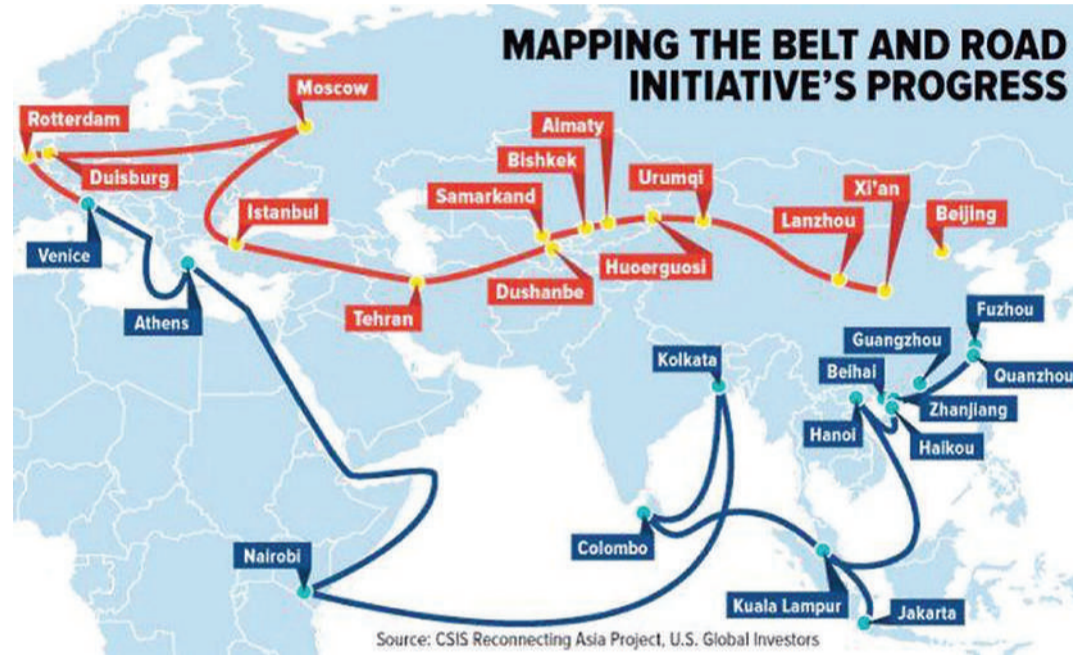 MAPPING THE BELT AND ROAD
INITIATIVE'S PROGRESS
Moscow
Rotterdam
Almaty
Bishkek
Duisburg
Urumqi
Xi'an
Samarkand
Istanbul
Lanzhou
Beijing
Venice
Huoerguosi
Dushanbe
Tehran
Athens
Fuzhou
Guangzhou
Kolkata
Beihai
Quanzhou
Zhanjiang
Hanoi
Haikou
Colombo
Nairobi
Kuala Lampur
Jakarta
Source: CSIS Reconnecting Asia Project, U.S. Global Investors